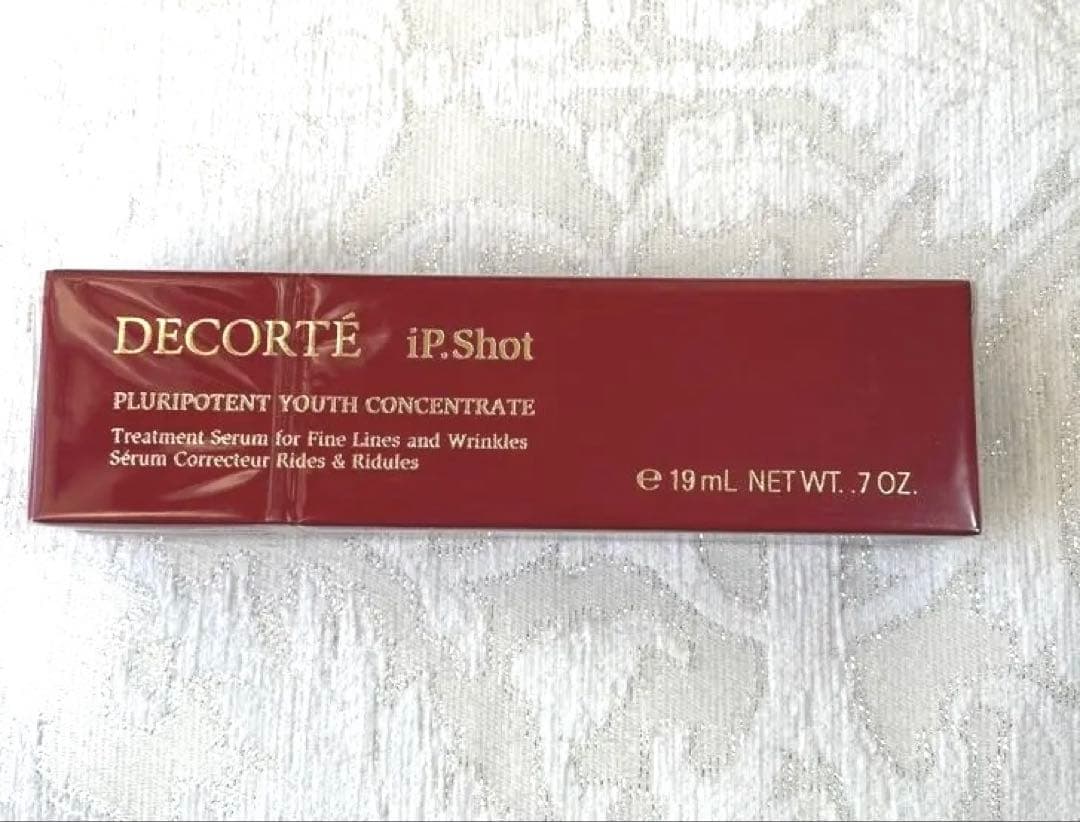 DECORTÉ iP.Shot
PLURIPOTENT YOUTH CONCENTRATE
Treatment Serum for Fine Lines and Wrinkles
Sérum Correcteur Rides & Ridules
℮ 19 mL NET WT. .7 OZ.